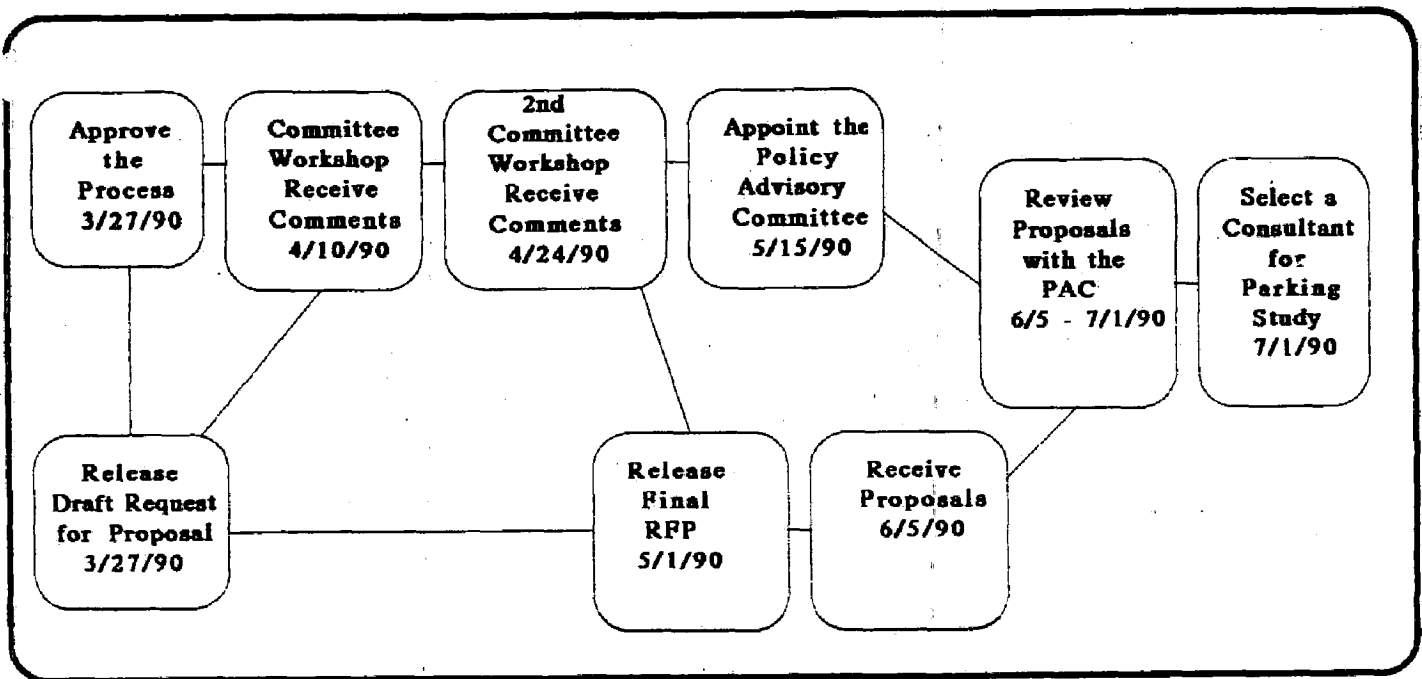 Approve
the
Process
3/27/90
Committee
Workshop
Receive
Comments
4/10/90
2nd
Committee
Workshop
Receive
Comments
4/24/90
Appoint the
Policy
Advisory
Committee
5/15/90
Review
Proposals
with the
PAC
6/5 - 7/1/90
Select a
Consultant
for
Parking
Study
7/1/90
Release
Draft Request
for Proposal
3/27/90
Release
Final
RFP
5/1/90
Receive
Proposals
6/5/90